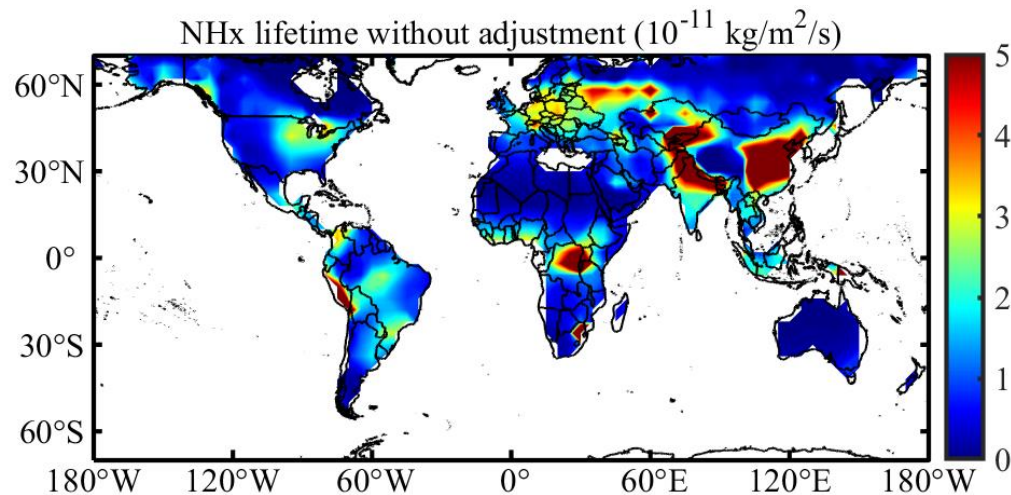 NHx lifetime without adjustment (10⁻¹¹ kg/m²/s)
60°N
30°N
0°
30°S
60°S
180°W 120°W 60°W 0° 60°E 120°E 180°W
5
4
3
2
1
0